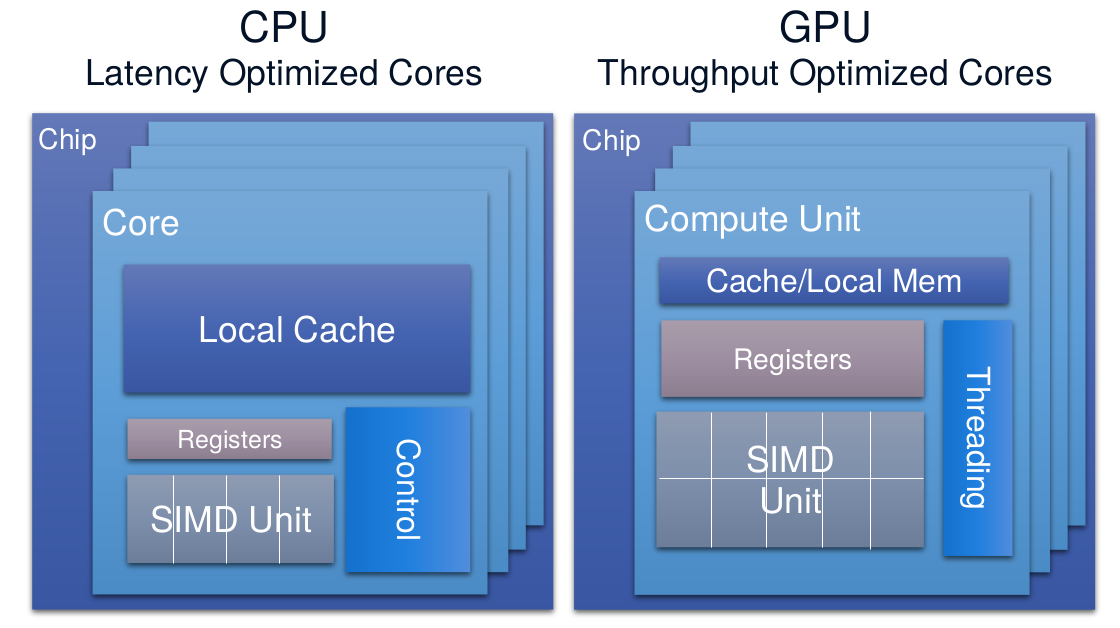 CPU
Latency Optimized Cores
Chip
Core
Local Cache
Registers
SIMD Unit
Control
GPU
Throughput Optimized Cores
Chip
Compute Unit
Cache/Local Mem
Registers
SIMD
Unit
Threading